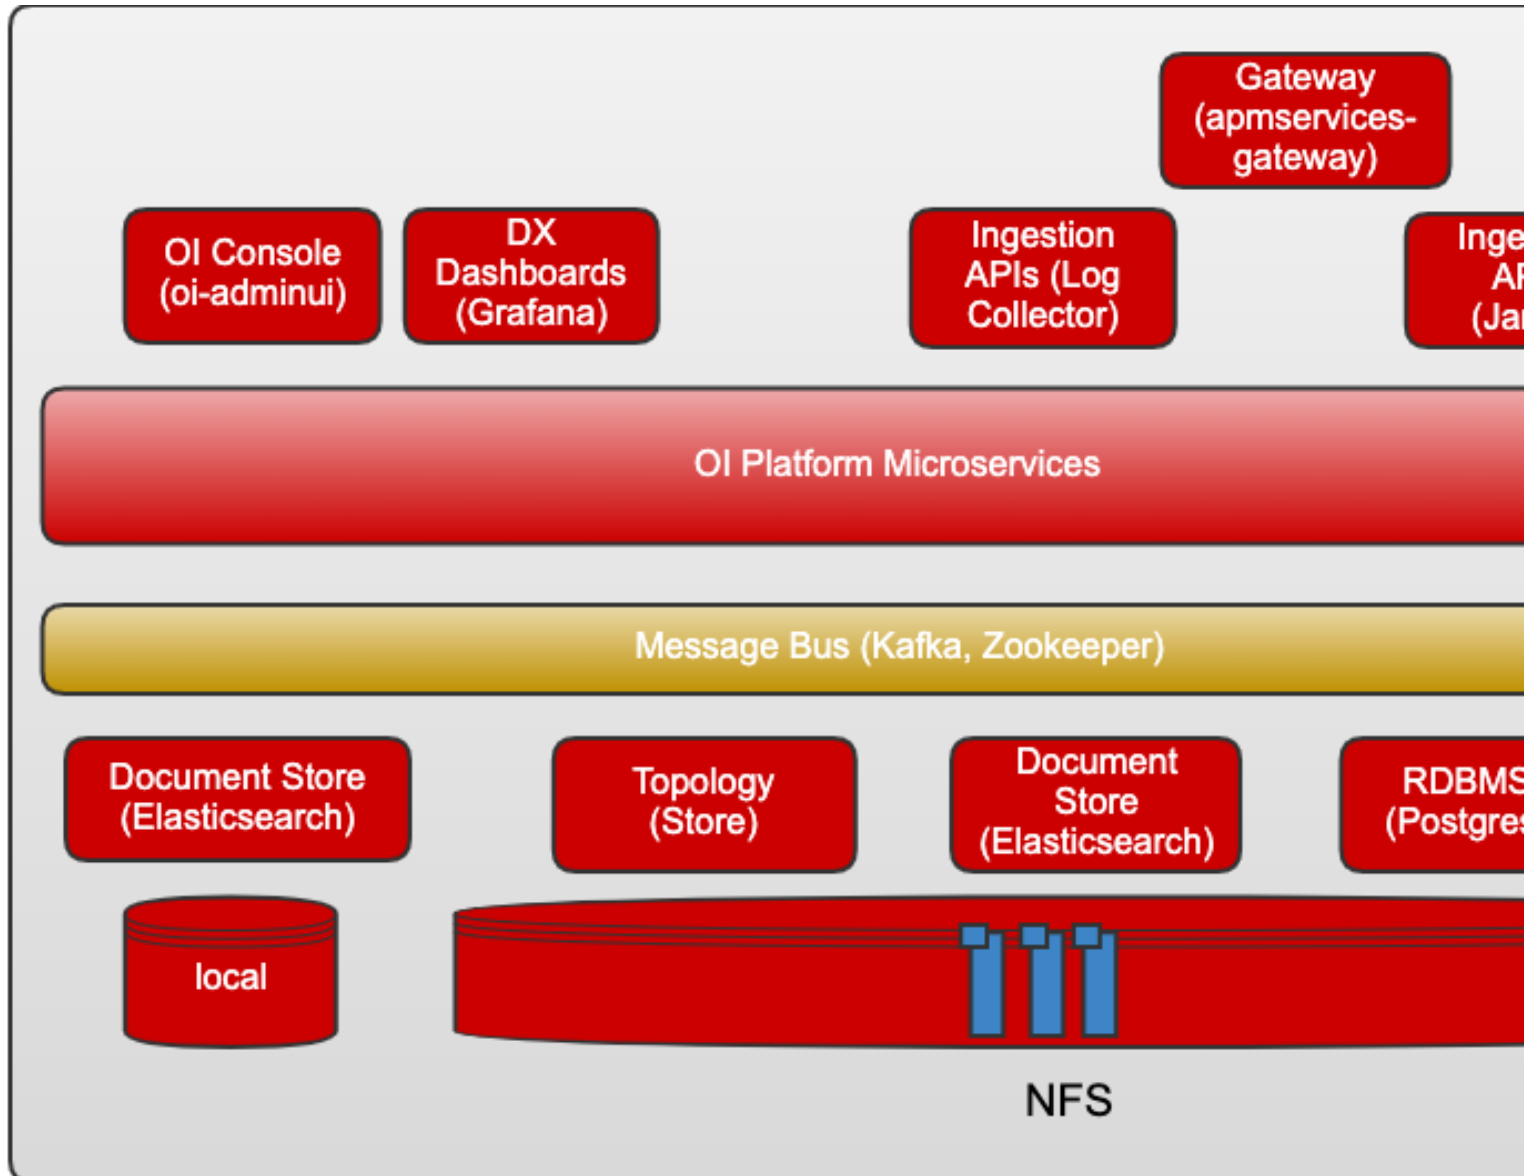 Gateway
(apmservices-
gateway)
OI Console
(oi-adminui)
DX
Dashboards
(Grafana)
Ingestion
APIs (Log
Collector)
OI Platform Microservices
Message Bus (Kafka, Zookeeper)
Document Store
(Elasticsearch)
Topology
(Store)
Document
Store
(Elasticsearch)
RDBMS
local
NFS